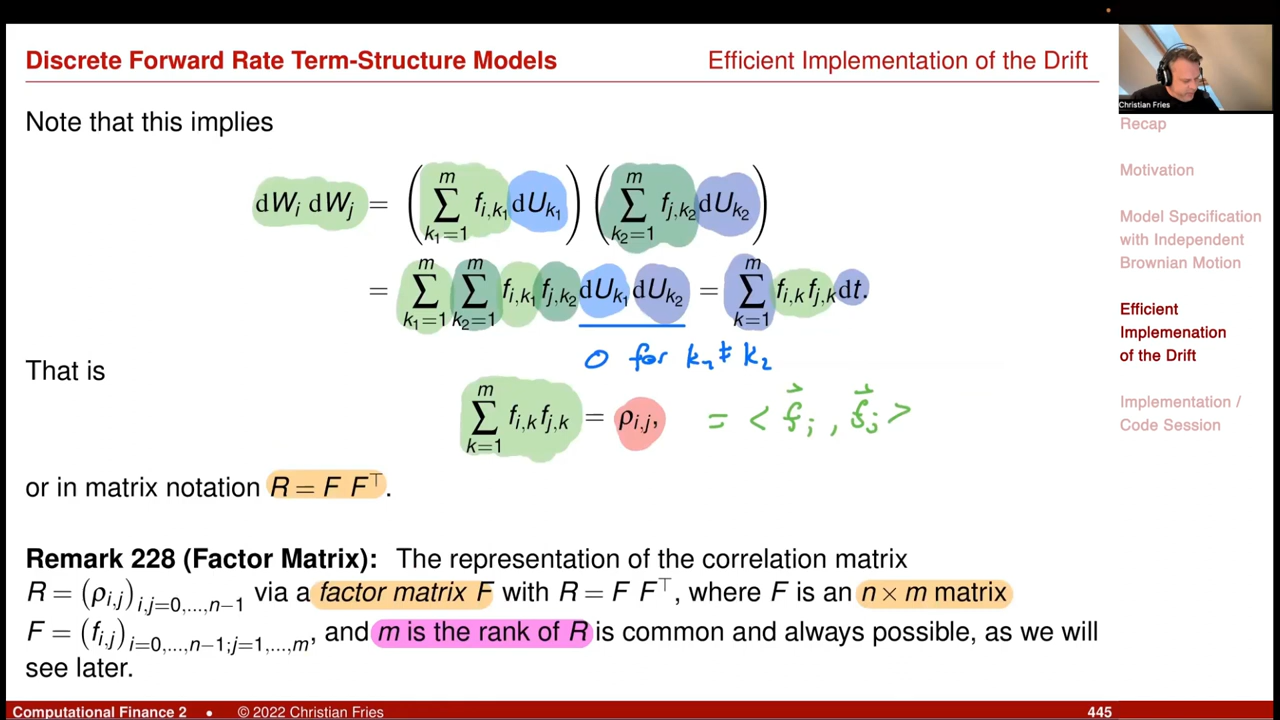 Discrete Forward Rate Term-Structure Models
Efficient Implementation of the Drift
Christian Fries
Recap
Motivation
Model Specification
with Independent
Brownian Motion
Efficient
Implemenation
of the Drift
Implementation /
Code Session
Note that this implies
dW_i dW_j = (∑_{k_1=1}^{m} f_{i,k_1} dU_{k_1}) (∑_{k_2=1}^{m} f_{j,k_2} dU_{k_2})
= ∑_{k_1=1}^{m} ∑_{k_2=1}^{m} f_{i,k_1} f_{j,k_2} dU_{k_1} dU_{k_2} = ∑_{k=1}^{m} f_{i,k} f_{j,k} dt.
0 for k_1 ≠ k_2
That is
∑_{k=1}^{m} f_{i,k} f_{j,k} = ρ_{i,j}, = < f⃗_i , f⃗_j >
or in matrix notation R = F F^⊤.
Remark 228 (Factor Matrix): The representation of the correlation matrix
R = (ρ_{i,j})_{i,j=0,...,n−1} via a factor matrix F with R = F F^⊤, where F is an n × m matrix
F = (f_{i,j})_{i=0,...,n−1;j=1,...,m}, and m is the rank of R is common and always possible, as we will
see later.
Computational Finance 2 • © 2022 Christian Fries
445